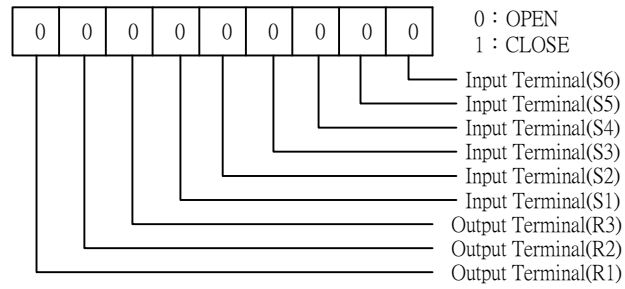 0 0 0 0 0 0 0 0 0
0：OPEN
1：CLOSE
Input Terminal(S6)
Input Terminal(S5)
Input Terminal(S4)
Input Terminal(S3)
Input Terminal(S2)
Input Terminal(S1)
Output Terminal(R3)
Output Terminal(R2)
Output Terminal(R1)